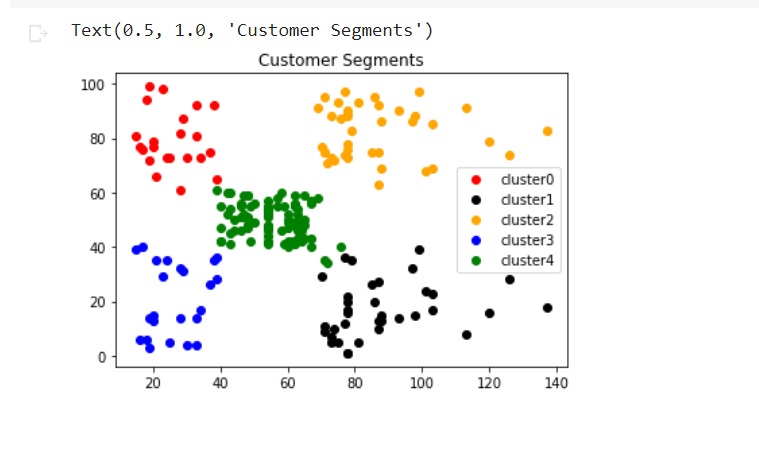 Text(0.5, 1.0, 'Customer Segments')
Customer Segments
100
80
60
40
20
0
cluster0
cluster1
cluster2
cluster3
cluster4
20 40 60 80 100 120 140